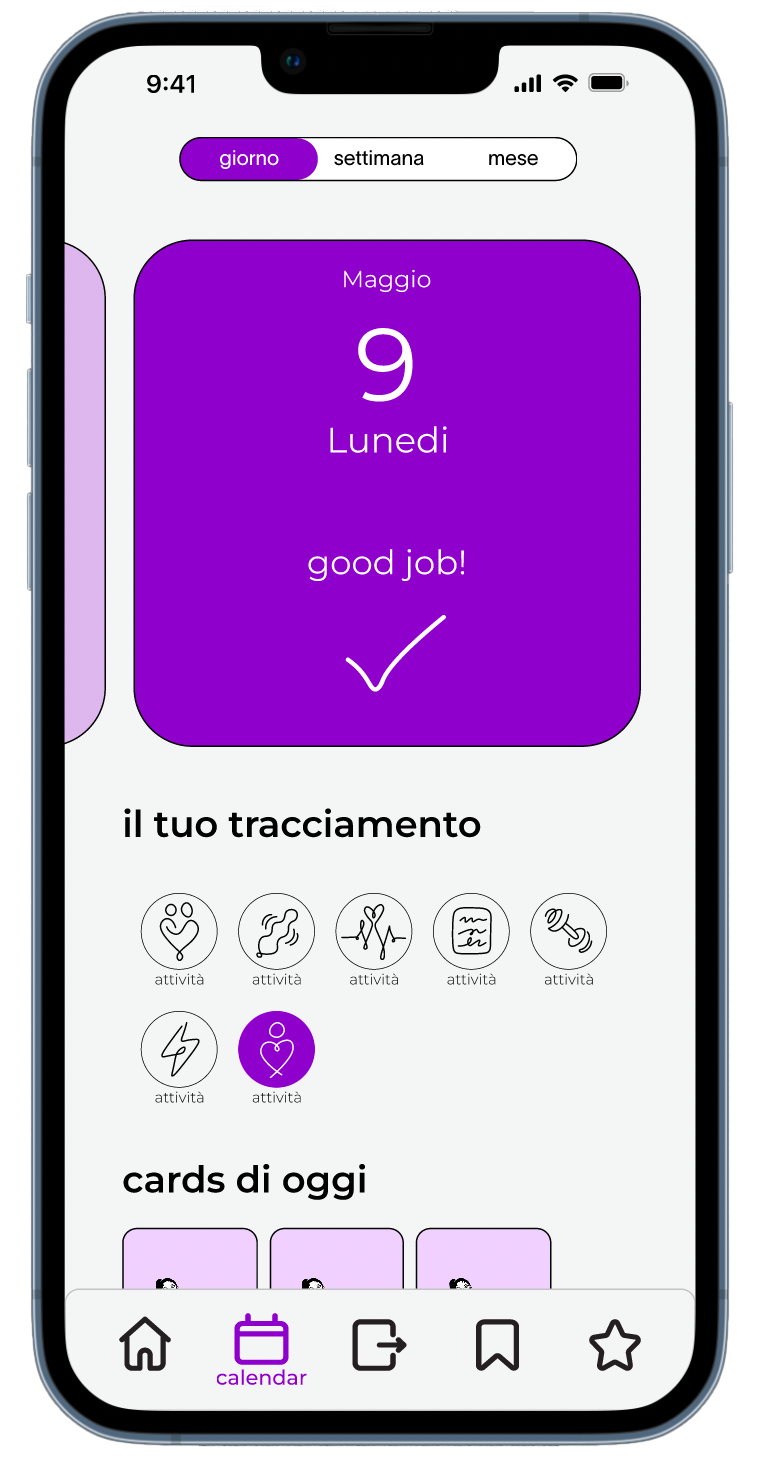 9:41
giorno settimana mese
Maggio
9
Lunedi
good job!
il tuo tracciamento
attività attività attività attività attività
attività attività
cards di oggi
calendar